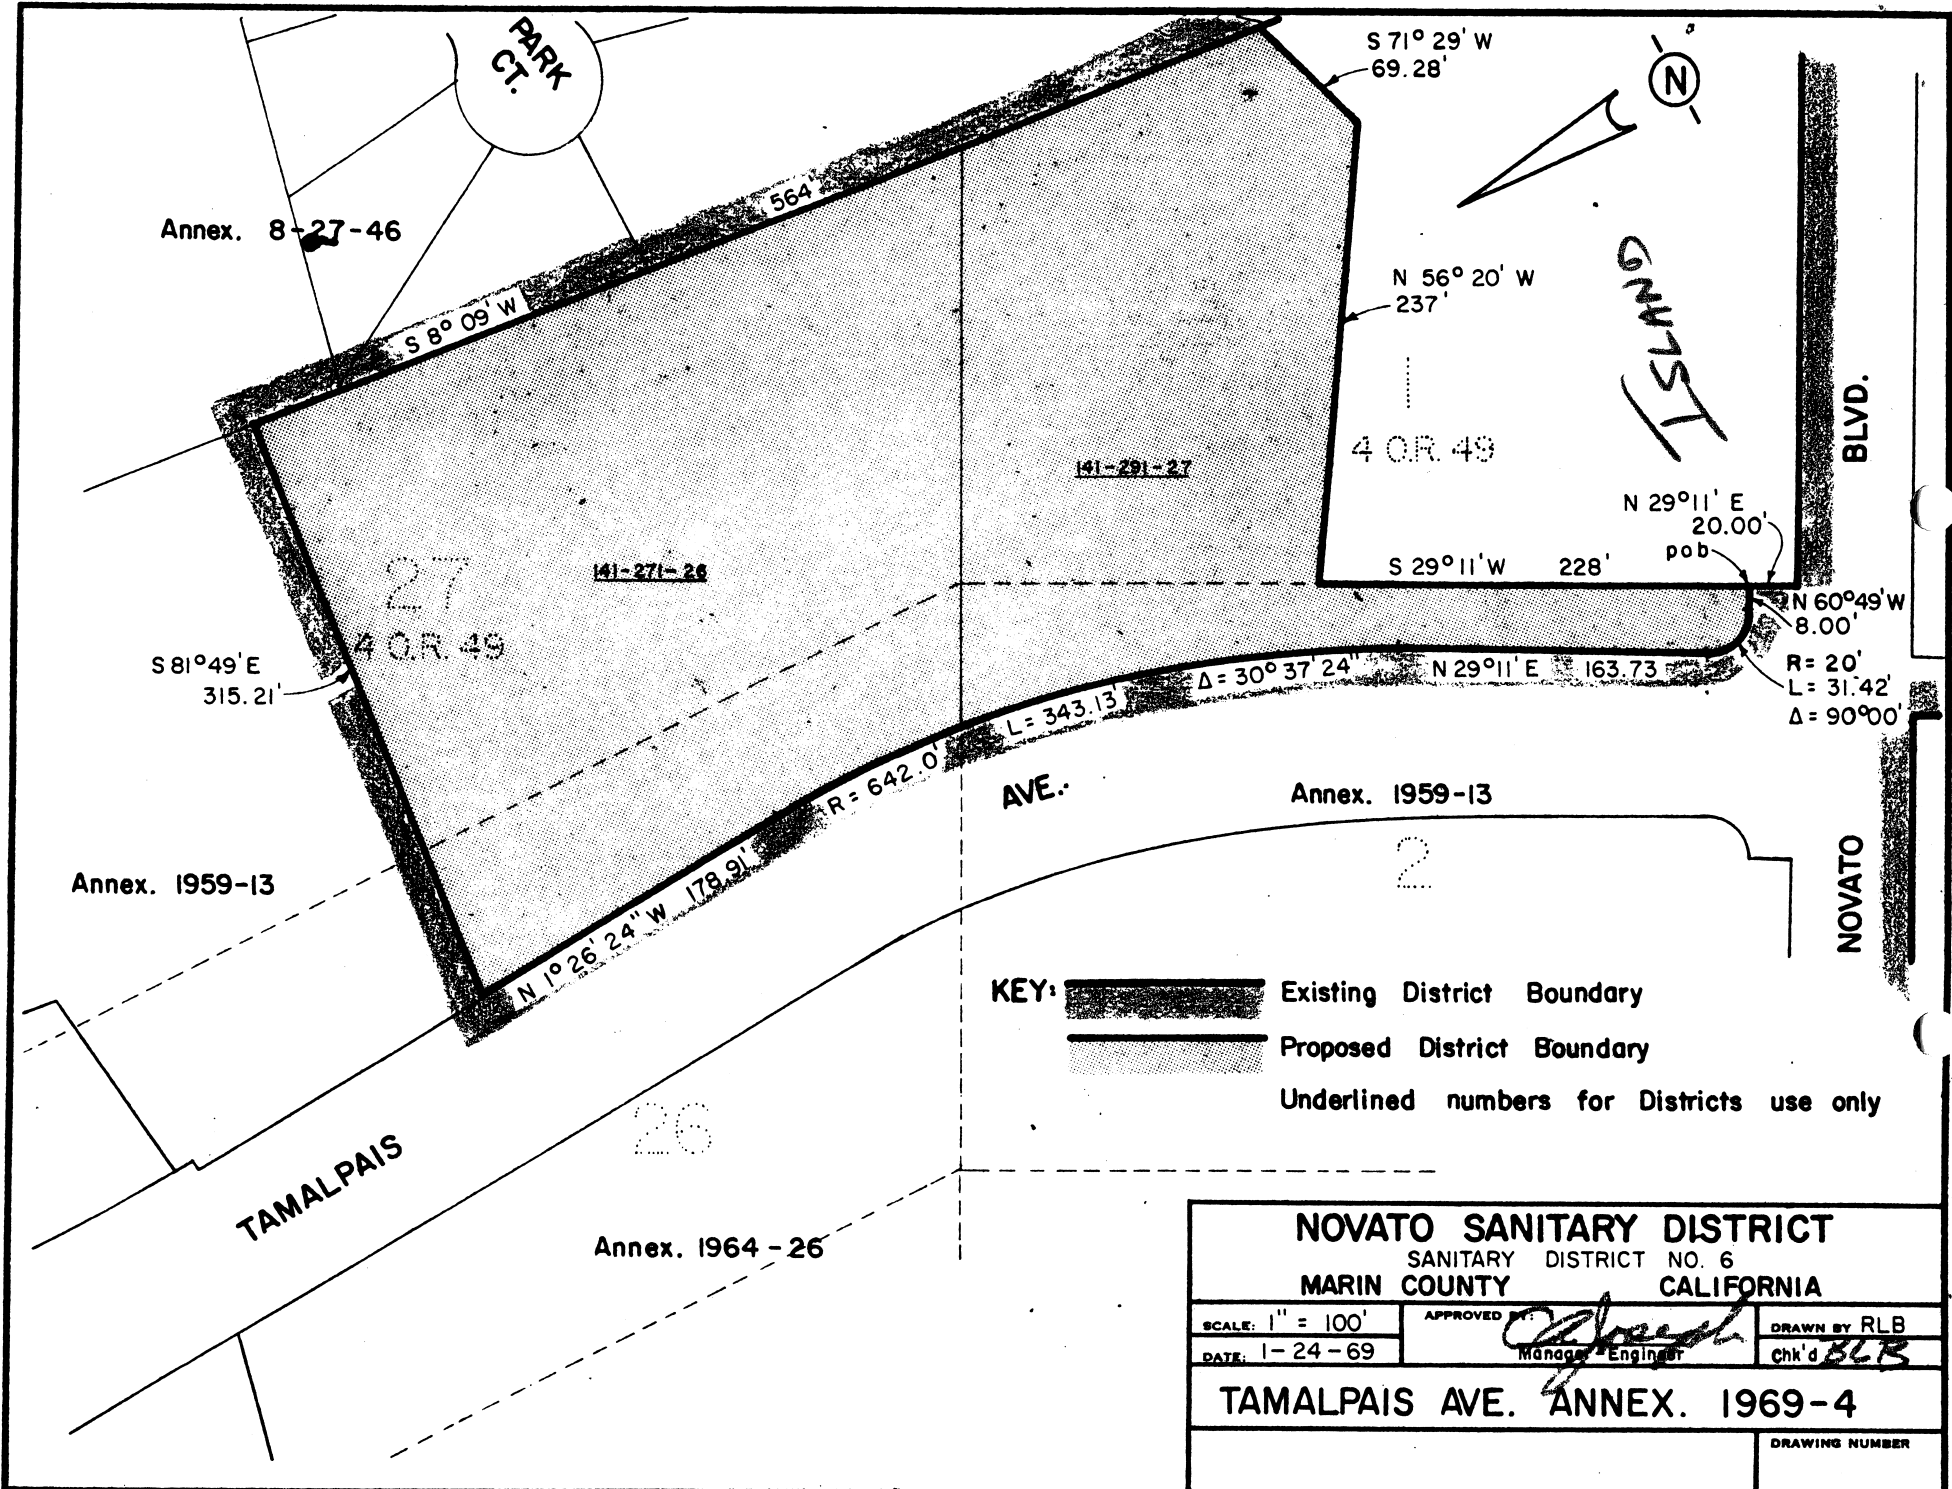 PARK
CT.
S 71° 29' W
69.28'
N
Annex. 8-27-46
564'
S 8° 09' W
N 56° 20' W
237'
ISLAND
BLVD.
4 O.R. 49
141-291-27
N 29° 11' E
20.00'
pob
S 29° 11' W 228'
27
141-271-26
4 O.R. 49
N 60° 49' W
8.00'
S 81° 49' E
315.21'
R = 20'
L = 31.42'
Δ = 90° 00'
N 1° 26' 24" W 178.91'
R = 642.0'
L = 343.13'
Δ = 30° 37' 24"
N 29° 11' E 163.73
AVE.
Annex. 1959-13
2
Annex. 1959-13
NOVATO
KEY:
Existing District Boundary
Proposed District Boundary
Underlined numbers for Districts use only
26
TAMALPAIS
Annex. 1964-26
NOVATO SANITARY DISTRICT
SANITARY DISTRICT NO. 6
MARIN COUNTY CALIFORNIA
SCALE: 1" = 100'
APPROVED BY:
DRAWN BY RLB
DATE: 1-24-69
Manager-Engineer
Chk'd BLB
TAMALPAIS AVE. ANNEX. 1969-4
DRAWING NUMBER